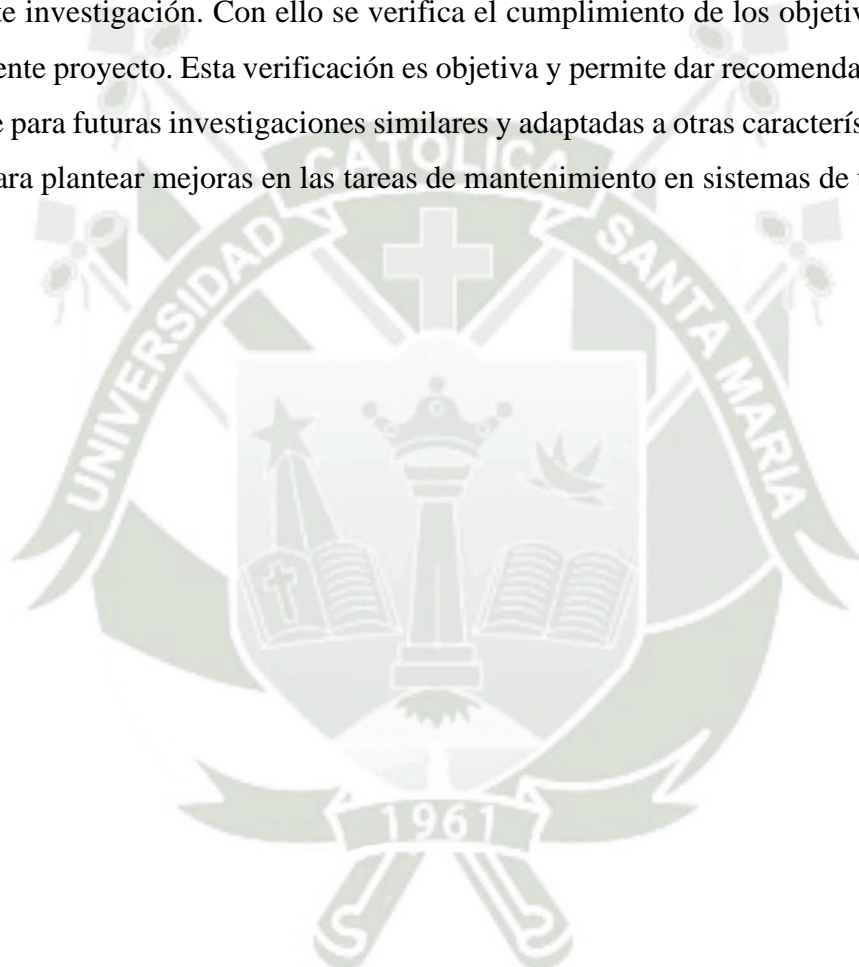 te investigación. Con ello se verifica el cumplimiento de los objetiv
ente proyecto. Esta verificación es objetiva y permite dar recomenda
e para futuras investigaciones similares y adaptadas a otras caracterís
ara plantear mejoras en las tareas de mantenimiento en sistemas de
CATOLICA
UNIVERSIDAD
SANTA MARIA
1961